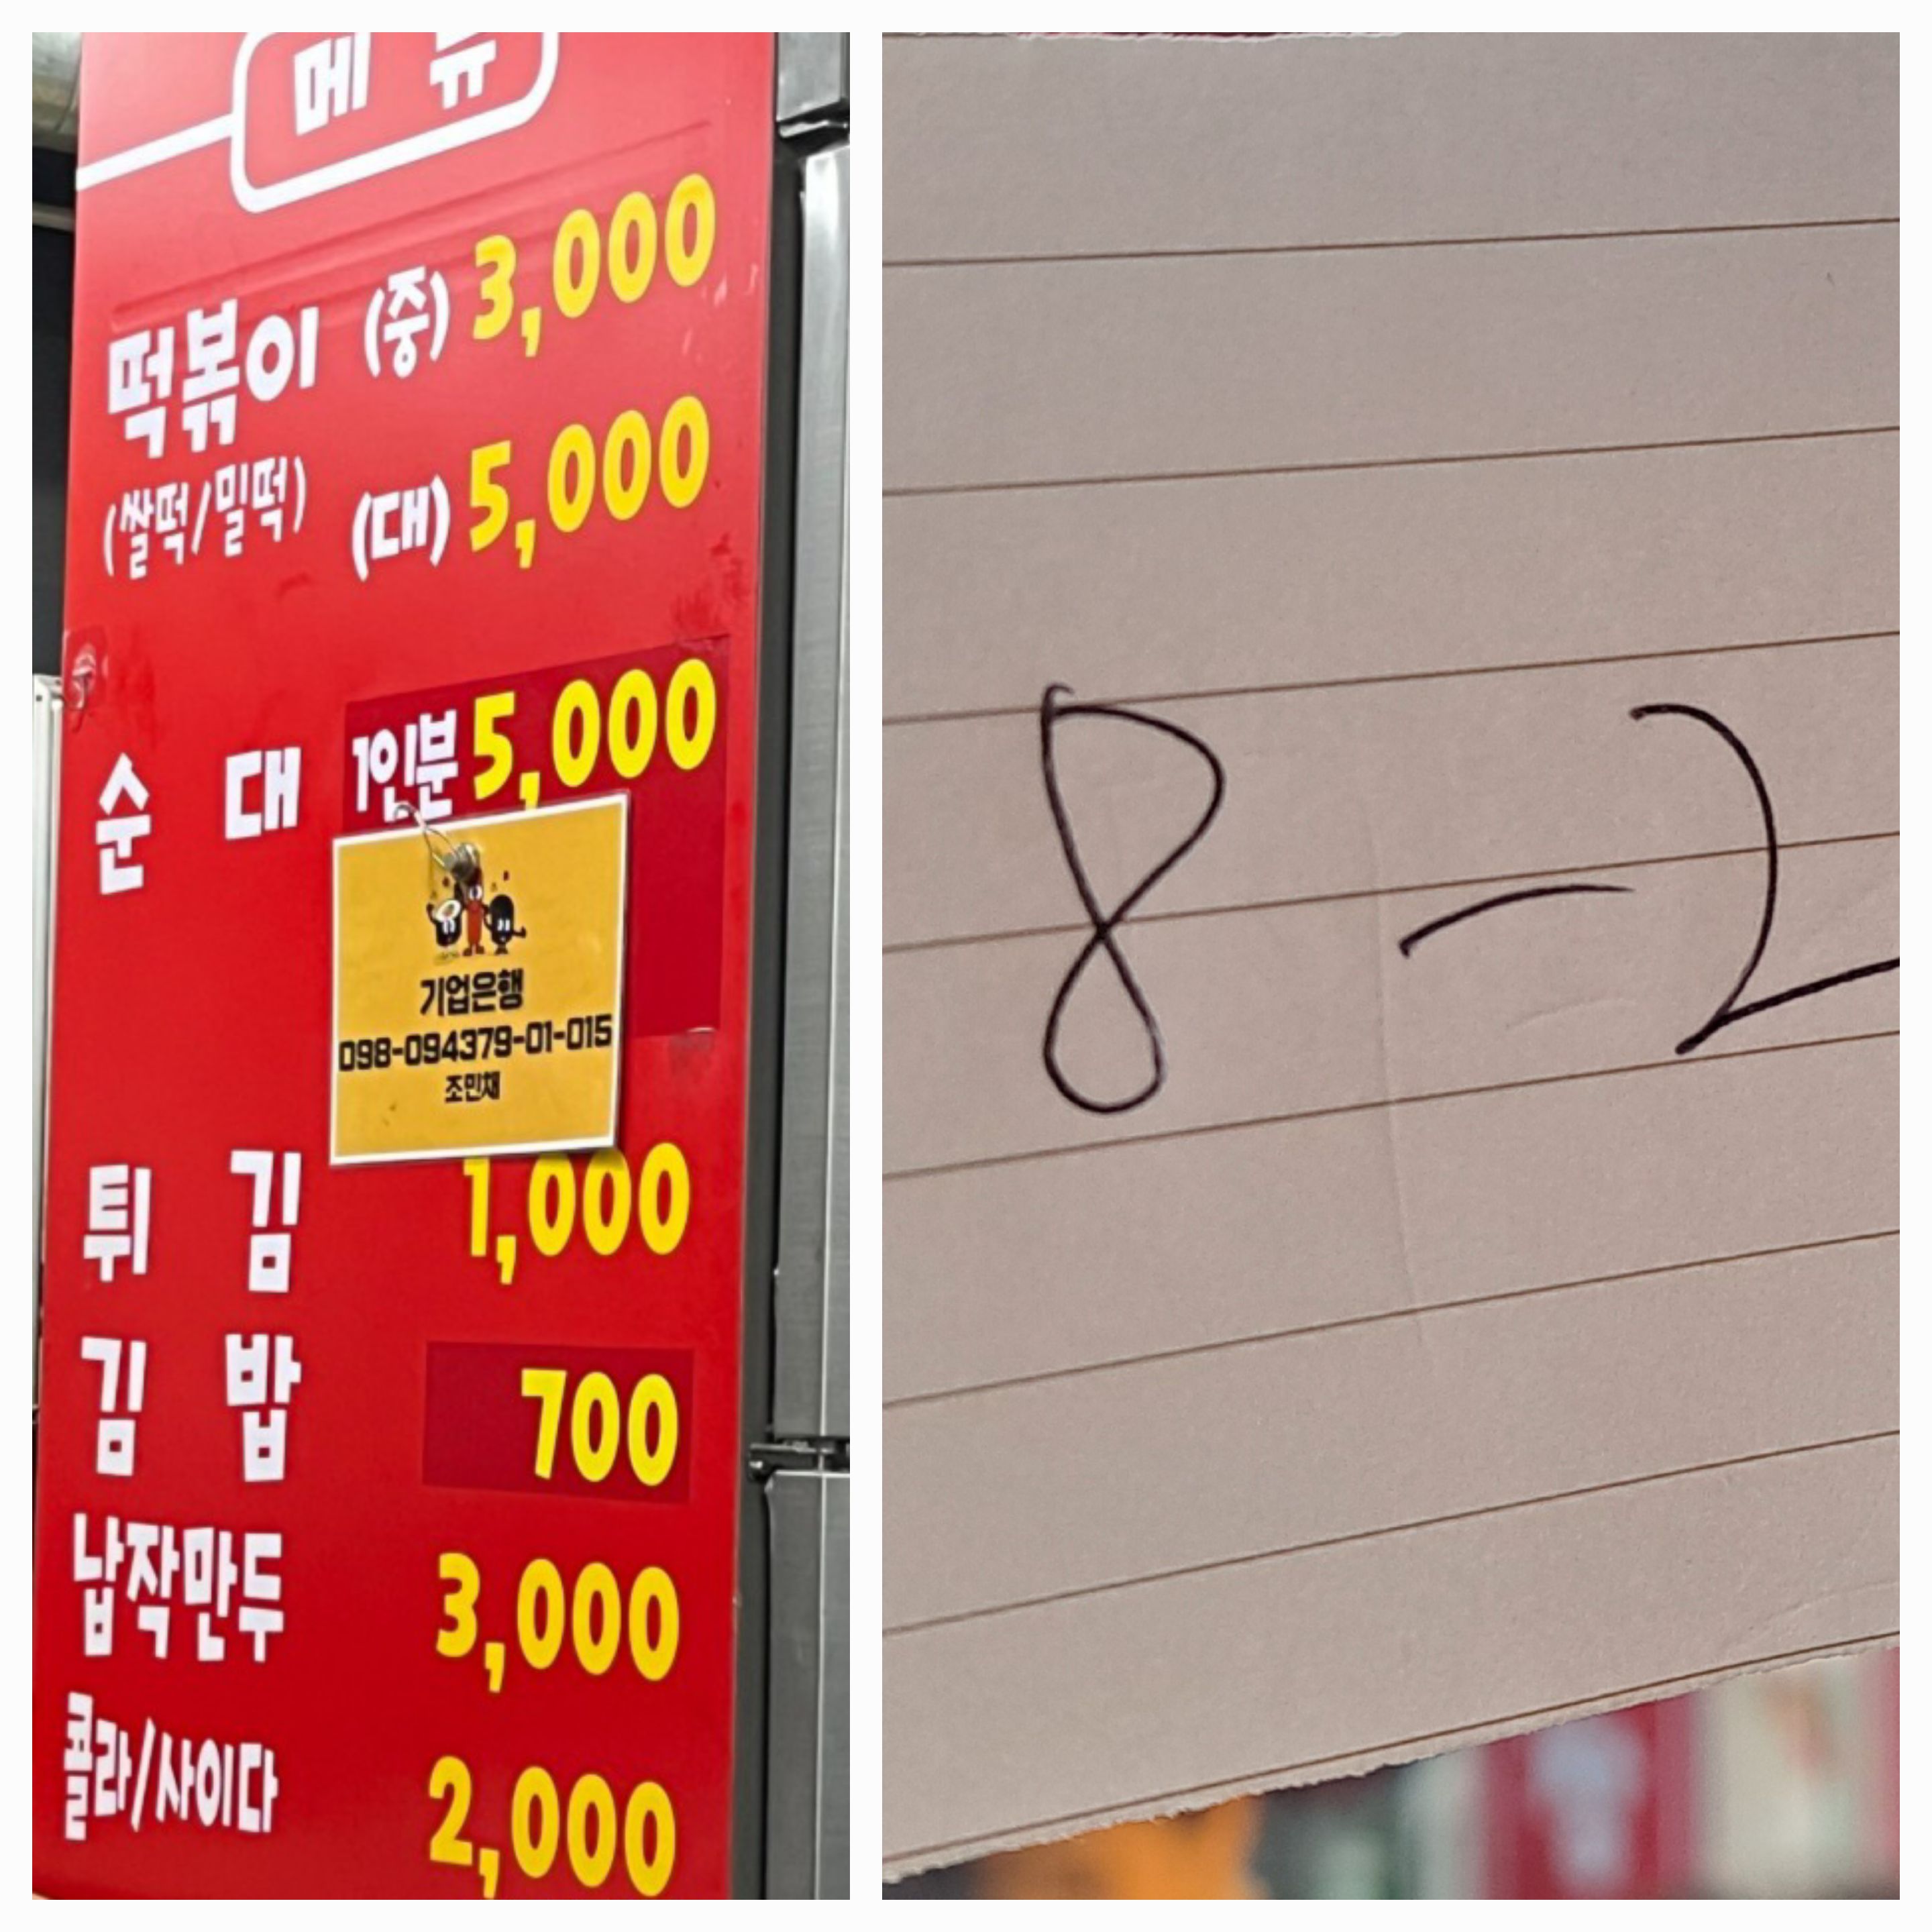 메뉴
떡볶이 (중) 3,000
(쌀떡/밀떡) (대) 5,000
순 대 1인분 5,000
기업은행
098-094379-01-015
조민채
튀 김 1,000
김 밥 700
납작만두 3,000
콜라/사이다 2,000
8-2